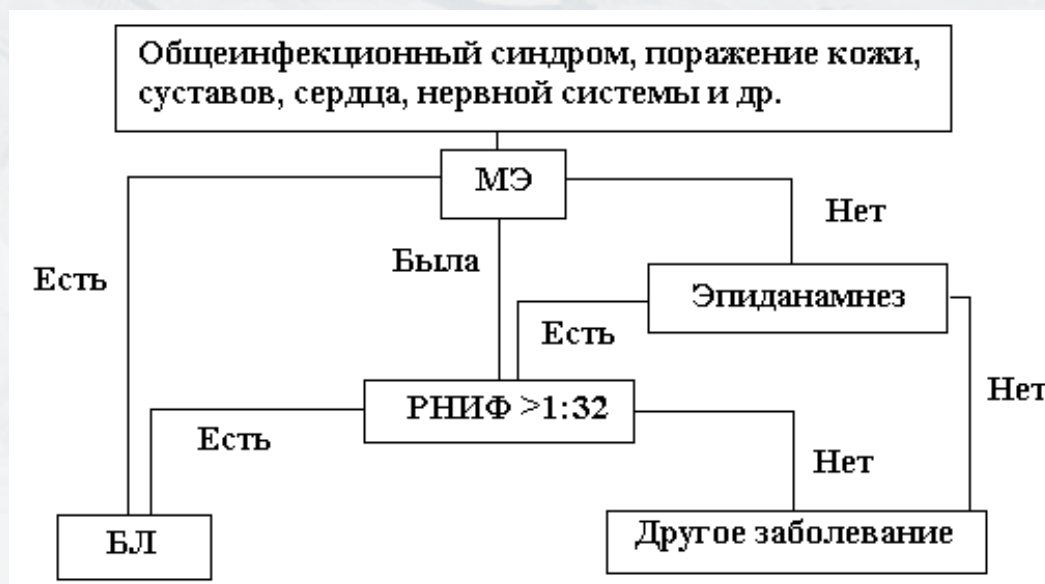 Общеинфекционный синдром, поражение кожи,
суставов, сердца, нервной системы и др.
МЭ
Нет
Есть
Была
Эпиданамнез
Есть
Нет
РНИФ >1:32
Есть
Нет
БЛ
Другое заболевание